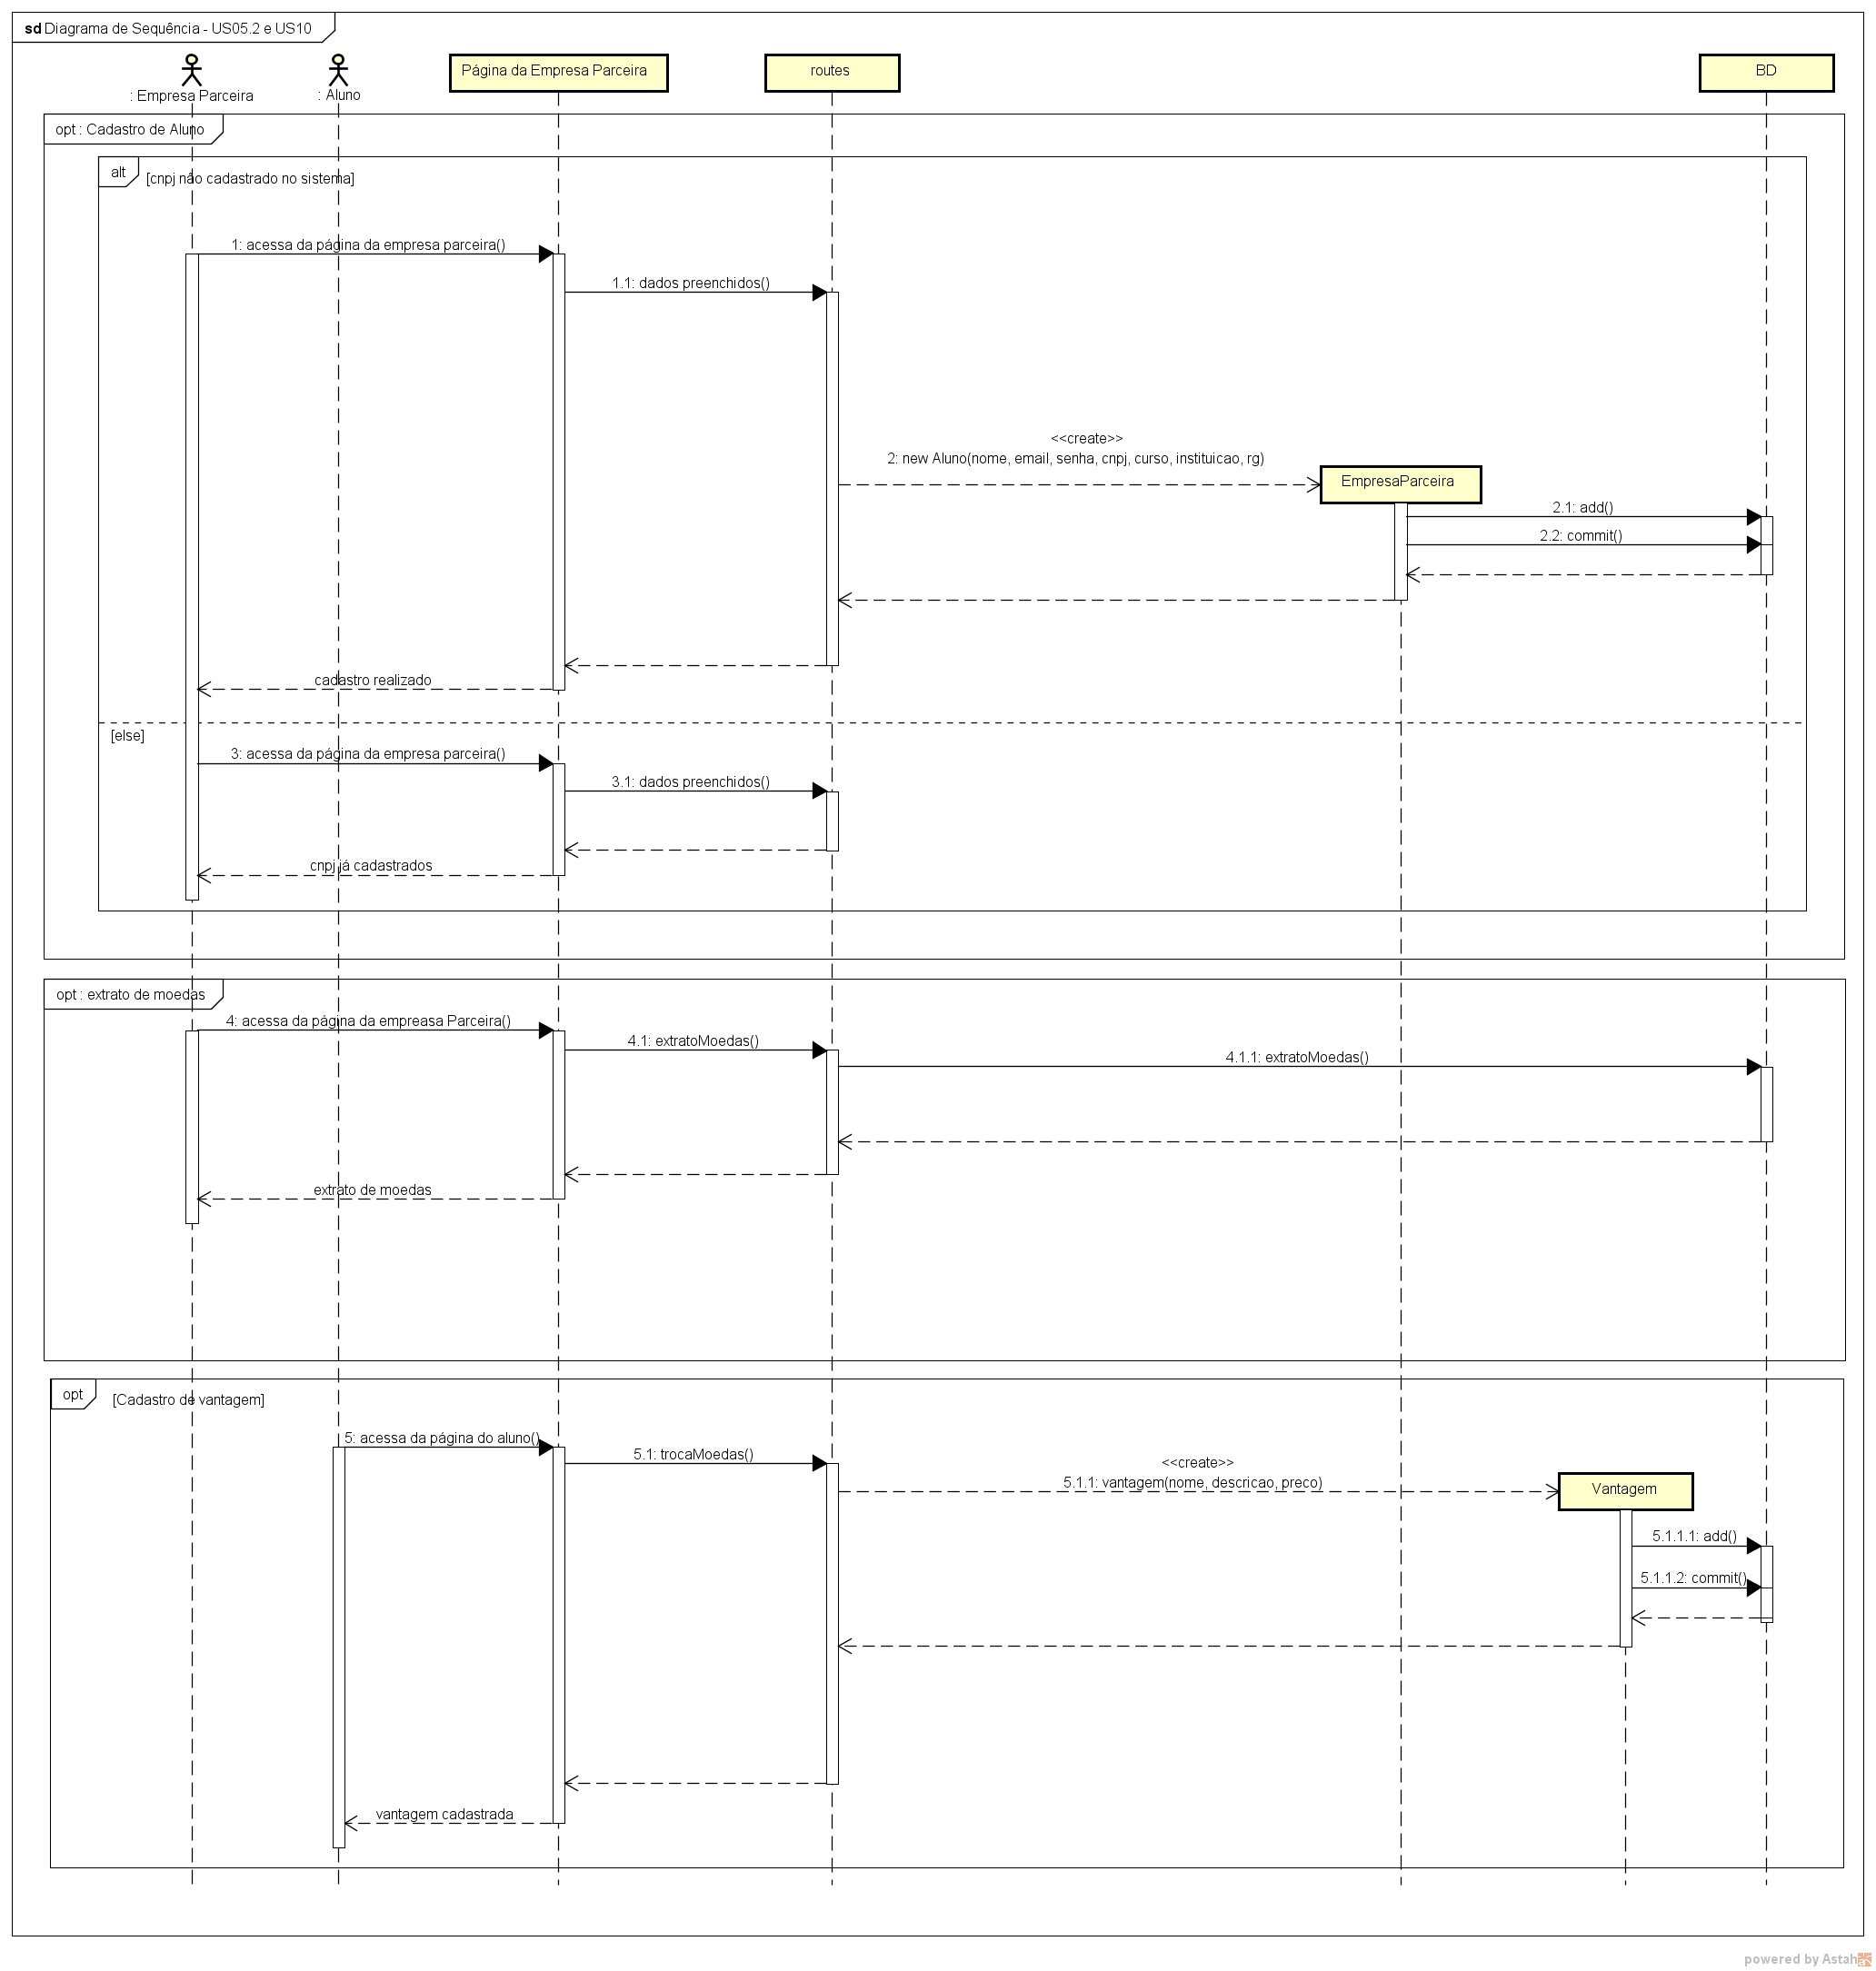 sd Diagrama de Sequência - US05.2 e US10
: Empresa Parceira
: Aluno
Página da Empresa Parceira
routes
BD
opt : Cadastro de Aluno
alt
[cnpj não cadastrado no sistema]
1: acessa da página da empresa parceira()
1.1: dados preenchidos()
<<create>>
2: new Aluno(nome, email, senha, cnpj, curso, instituicao, rg)
EmpresaParceira
2.1: add()
2.2: commit()
cadastro realizado
[else]
3: acessa da página da empresa parceira()
3.1: dados preenchidos()
cnpj já cadastrados
opt : extrato de moedas
4: acessa da página da empreasa Parceira()
4.1: extratoMoedas()
4.1.1: extratoMoedas()
extrato de moedas
opt
[Cadastro de vantagem]
5: acessa da página do aluno()
5.1: trocaMoedas()
<<create>>
5.1.1: vantagem(nome, descricao, preco)
Vantagem
5.1.1.1: add()
5.1.1.2: commit()
vantagem cadastrada
powered by Astah